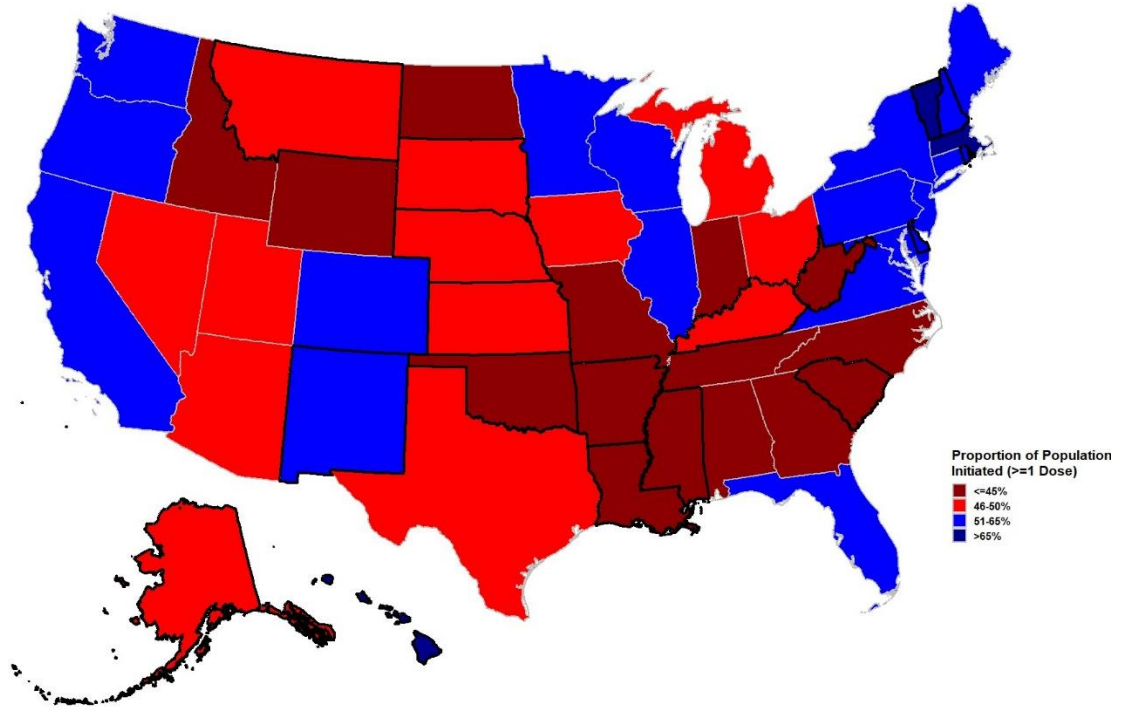 Proportion of Population
Initiated (>=1 Dose)
<=45%
46-50%
51-65%
>65%